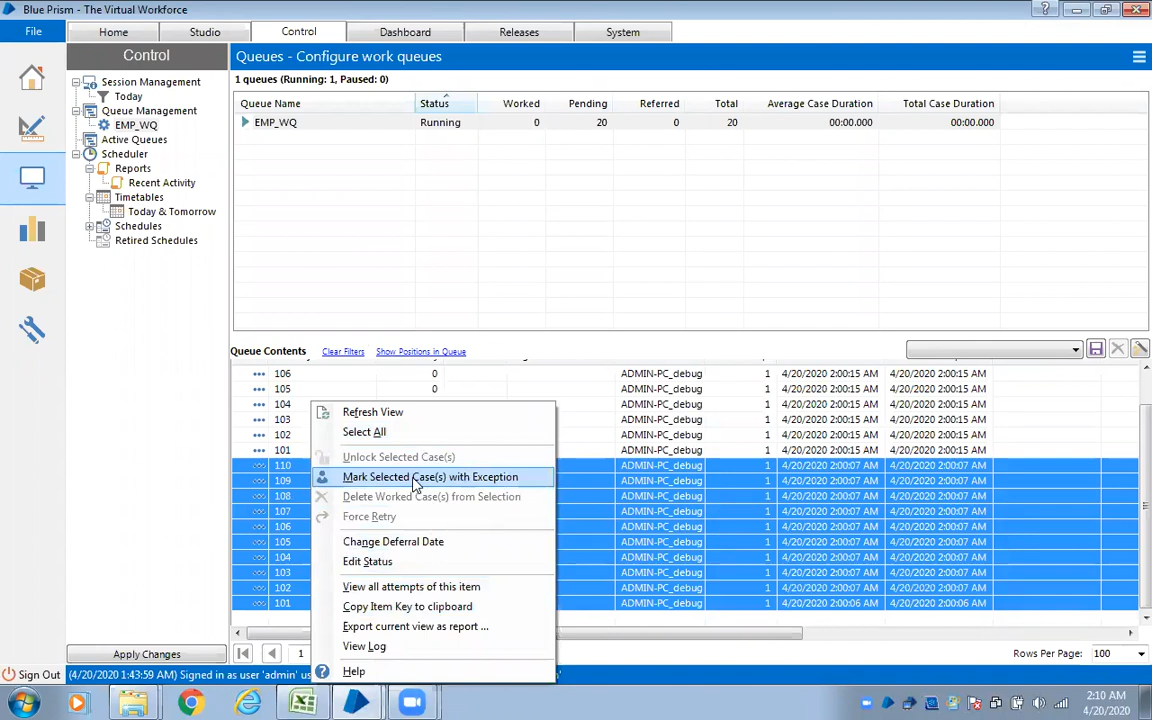 Blue Prism - The Virtual Workforce
File Home Studio Control Dashboard Releases System
Control
Queues - Configure work queues
Session Management
Today
Queue Management
EMP_WQ
Active Queues
Scheduler
Reports
Recent Activity
Timetables
Today & Tomorrow
Schedules
Retired Schedules
Apply Changes
1 queues (Running: 1, Paused: 0)
Queue Name Status Worked Pending Referred Total Average Case Duration Total Case Duration
EMP_WQ Running 0 20 0 20 00:00.000 00:00.000
Queue Contents Clear Filters Show Positions in Queue
106 0 ADMIN-PC_debug 1 4/20/2020 2:00:15 AM 4/20/2020 2:00:15 AM
105 0 ADMIN-PC_debug 1 4/20/2020 2:00:15 AM 4/20/2020 2:00:15 AM
104 ADMIN-PC_debug 1 4/20/2020 2:00:15 AM 4/20/2020 2:00:15 AM
103 ADMIN-PC_debug 1 4/20/2020 2:00:15 AM 4/20/2020 2:00:15 AM
102 ADMIN-PC_debug 1 4/20/2020 2:00:15 AM 4/20/2020 2:00:15 AM
101 ADMIN-PC_debug 1 4/20/2020 2:00:15 AM 4/20/2020 2:00:15 AM
110 ADMIN-PC_debug 1 4/20/2020 2:00:07 AM 4/20/2020 2:00:07 AM
109 ADMIN-PC_debug 1 4/20/2020 2:00:07 AM 4/20/2020 2:00:07 AM
108 ADMIN-PC_debug 1 4/20/2020 2:00:07 AM 4/20/2020 2:00:07 AM
107 ADMIN-PC_debug 1 4/20/2020 2:00:07 AM 4/20/2020 2:00:07 AM
106 ADMIN-PC_debug 1 4/20/2020 2:00:07 AM 4/20/2020 2:00:07 AM
105 ADMIN-PC_debug 1 4/20/2020 2:00:07 AM 4/20/2020 2:00:07 AM
104 ADMIN-PC_debug 1 4/20/2020 2:00:07 AM 4/20/2020 2:00:07 AM
103 ADMIN-PC_debug 1 4/20/2020 2:00:07 AM 4/20/2020 2:00:07 AM
102 ADMIN-PC_debug 1 4/20/2020 2:00:07 AM 4/20/2020 2:00:07 AM
101 ADMIN-PC_debug 1 4/20/2020 2:00:06 AM 4/20/2020 2:00:06 AM
Refresh View
Select All
Unlock Selected Case(s)
Mark Selected Case(s) with Exception
Delete Worked Case(s) from Selection
Force Retry
Change Deferral Date
Edit Status
View all attempts of this item
Copy Item Key to clipboard
Export current view as report ...
View Log
Help
1 Rows Per Page: 100
Sign Out (4/20/2020 1:43:59 AM) Signed in as user 'admin'
2:10 AM
4/20/2020